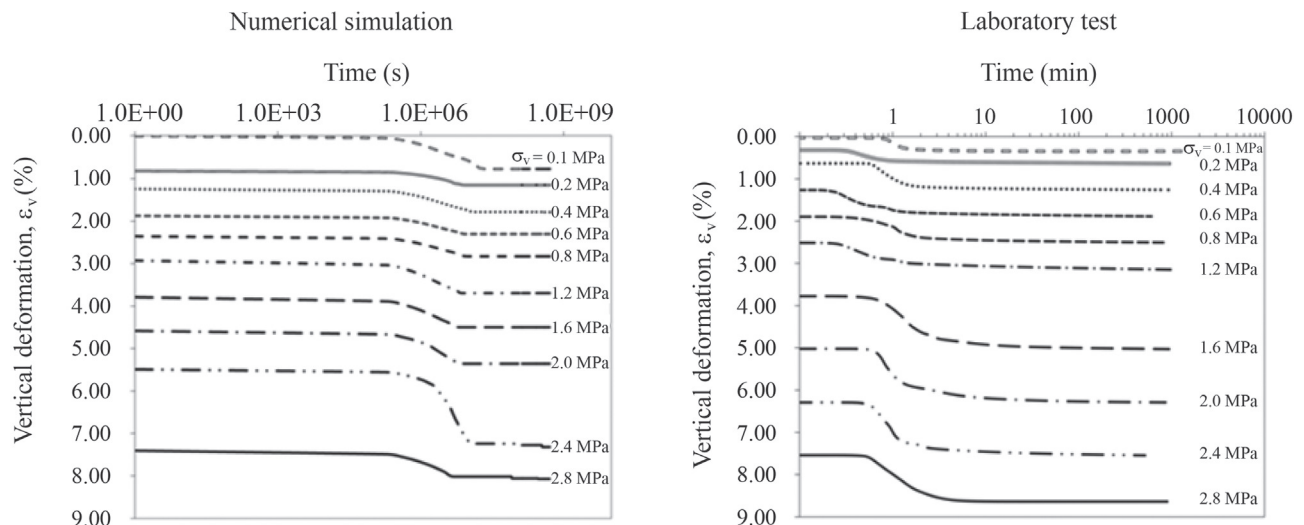 Numerical simulation
Time (s)
1.0E+00 1.0E+03 1.0E+06 1.0E+09
Vertical deformation, εv (%)
0.00
1.00
2.00
3.00
4.00
5.00
6.00
7.00
8.00
9.00
σv = 0.1 MPa
0.2 MPa
0.4 MPa
0.6 MPa
0.8 MPa
1.2 MPa
1.6 MPa
2.0 MPa
2.4 MPa
2.8 MPa
Laboratory test
Time (min)
1 10 100 1000 10000
Vertical deformation, εv (%)
0.00
1.00
2.00
3.00
4.00
5.00
6.00
7.00
8.00
9.00
σv = 0.1 MPa
0.2 MPa
0.4 MPa
0.6 MPa
0.8 MPa
1.2 MPa
1.6 MPa
2.0 MPa
2.4 MPa
2.8 MPa